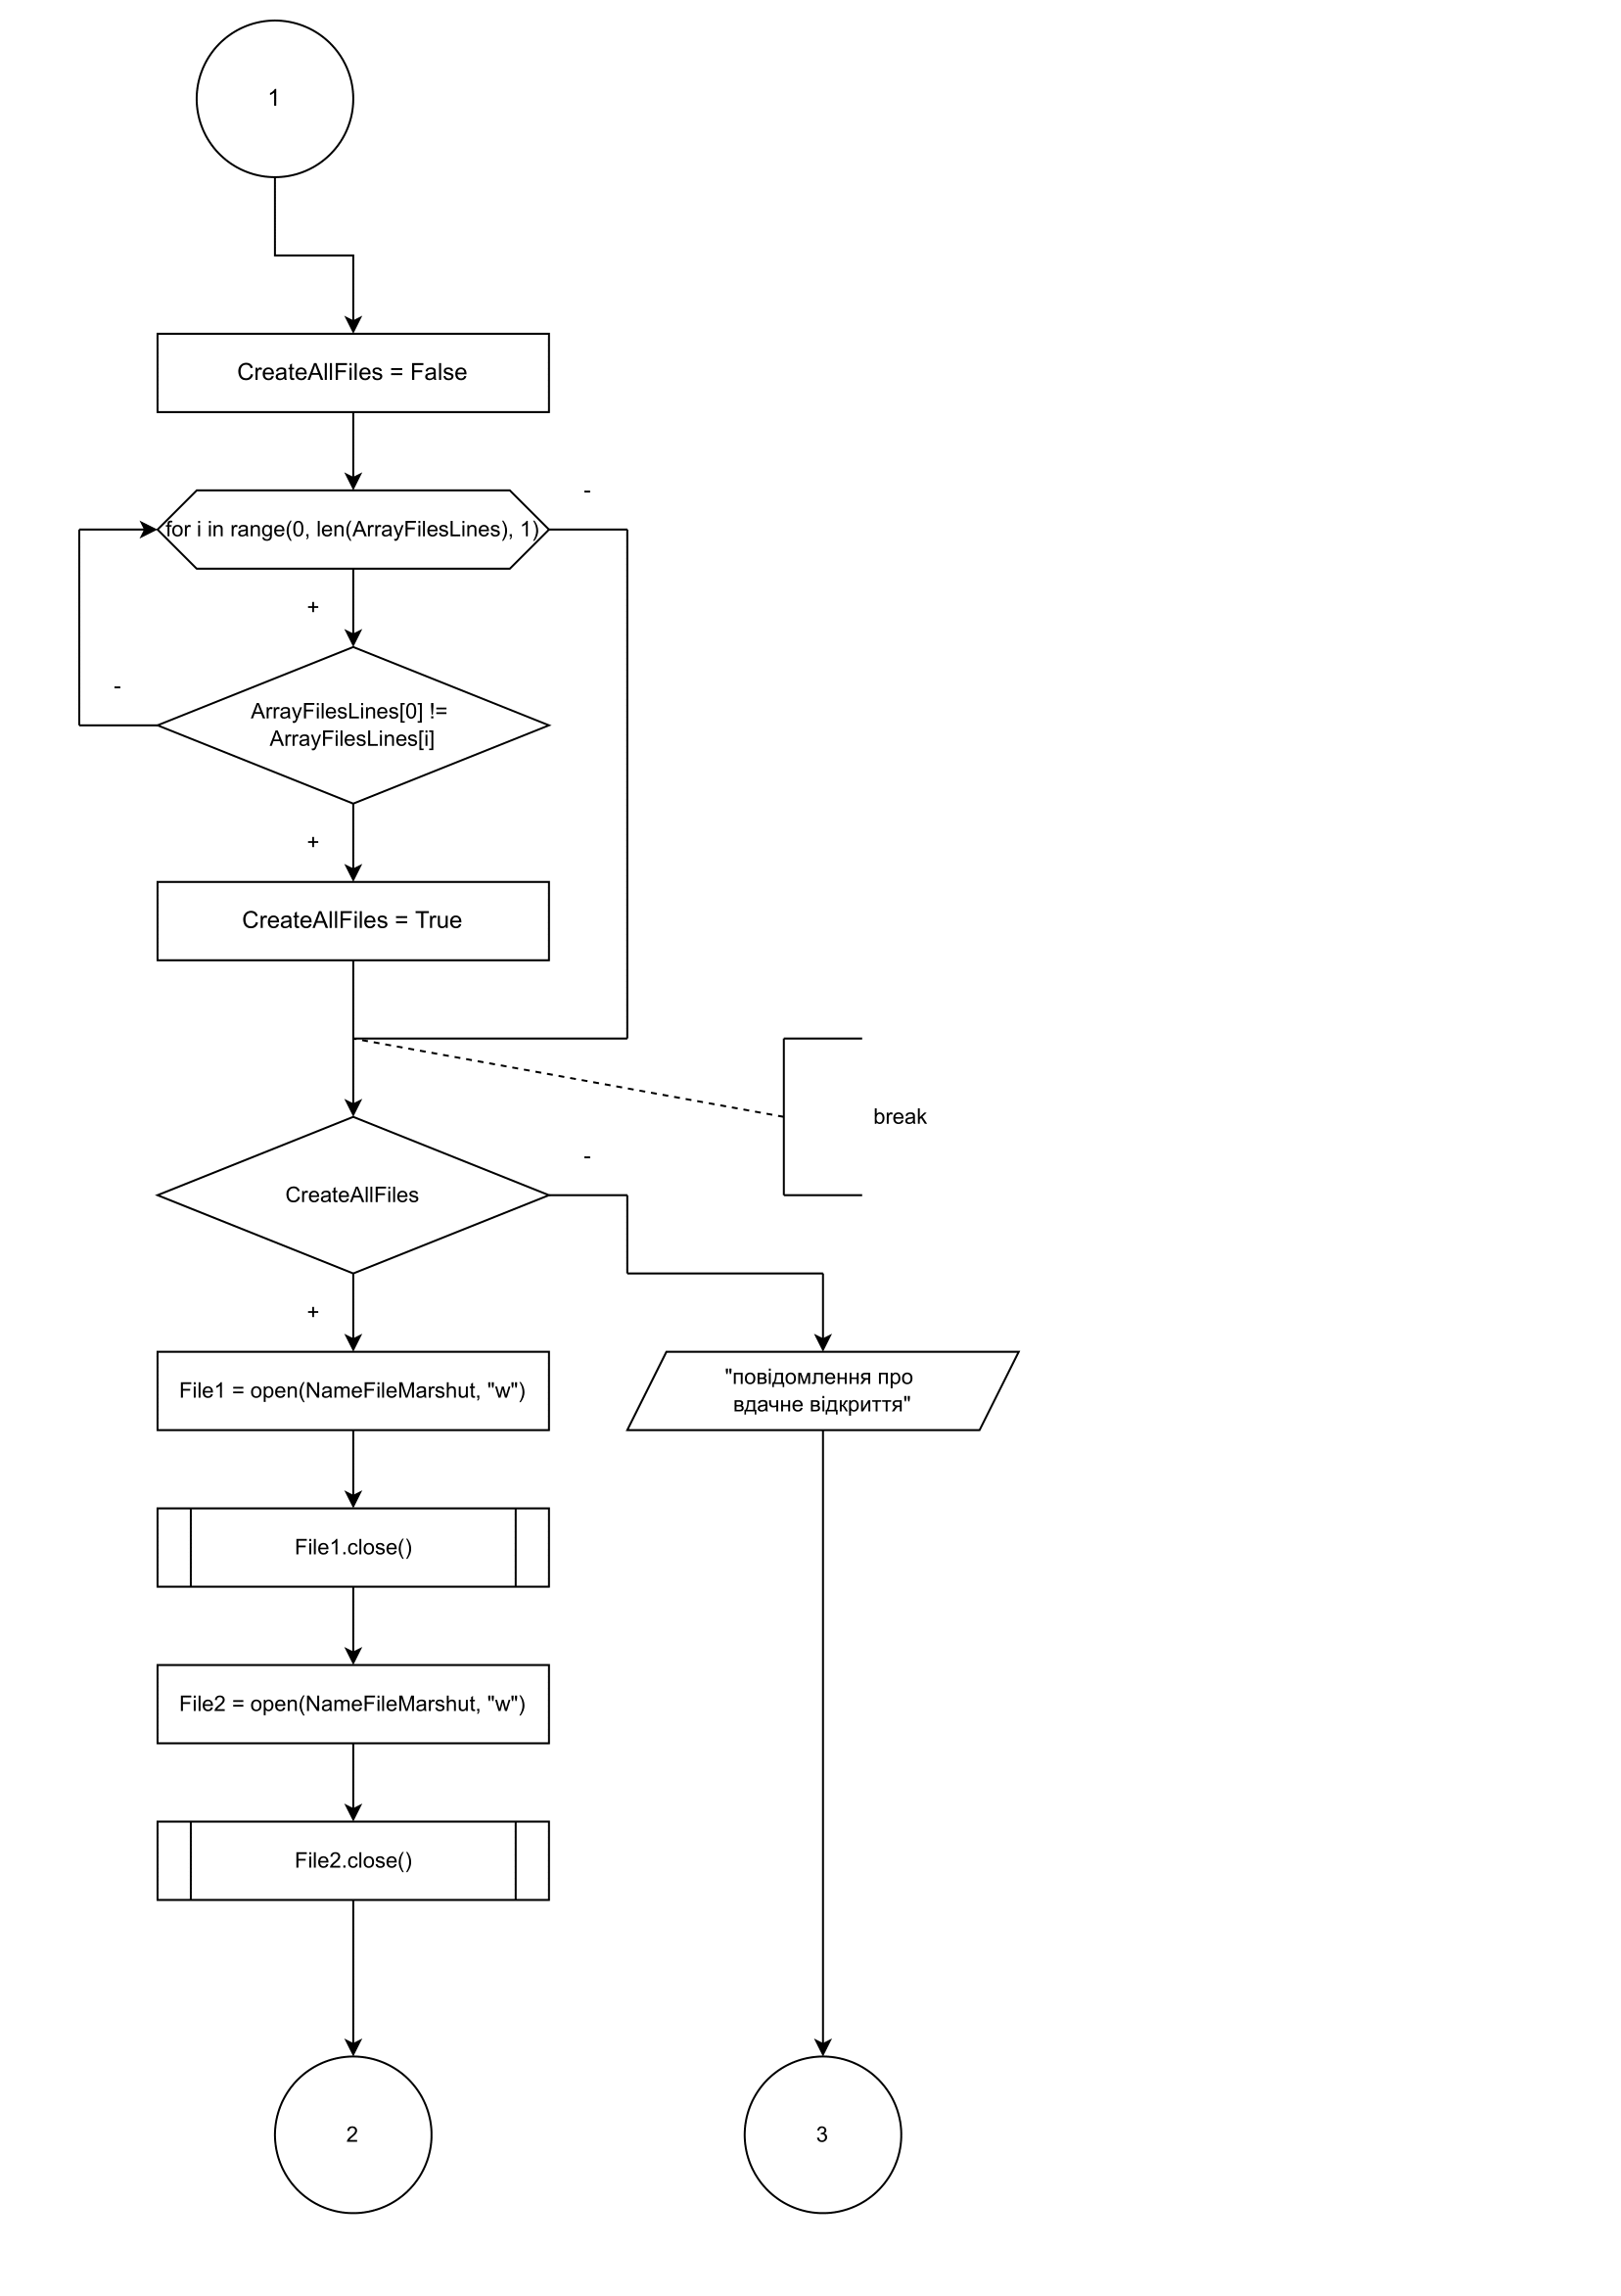 1
CreateAllFiles = False
-
for i in range(0, len(ArrayFilesLines), 1)
+
-
ArrayFilesLines[0] !=
ArrayFilesLines[i]
+
CreateAllFiles = True
break
-
CreateAllFiles
+
File1 = open(NameFileMarshut, "w")
"повідомлення про
вдачне відкриття"
File1.close()
File2 = open(NameFileMarshut, "w")
File2.close()
2
3